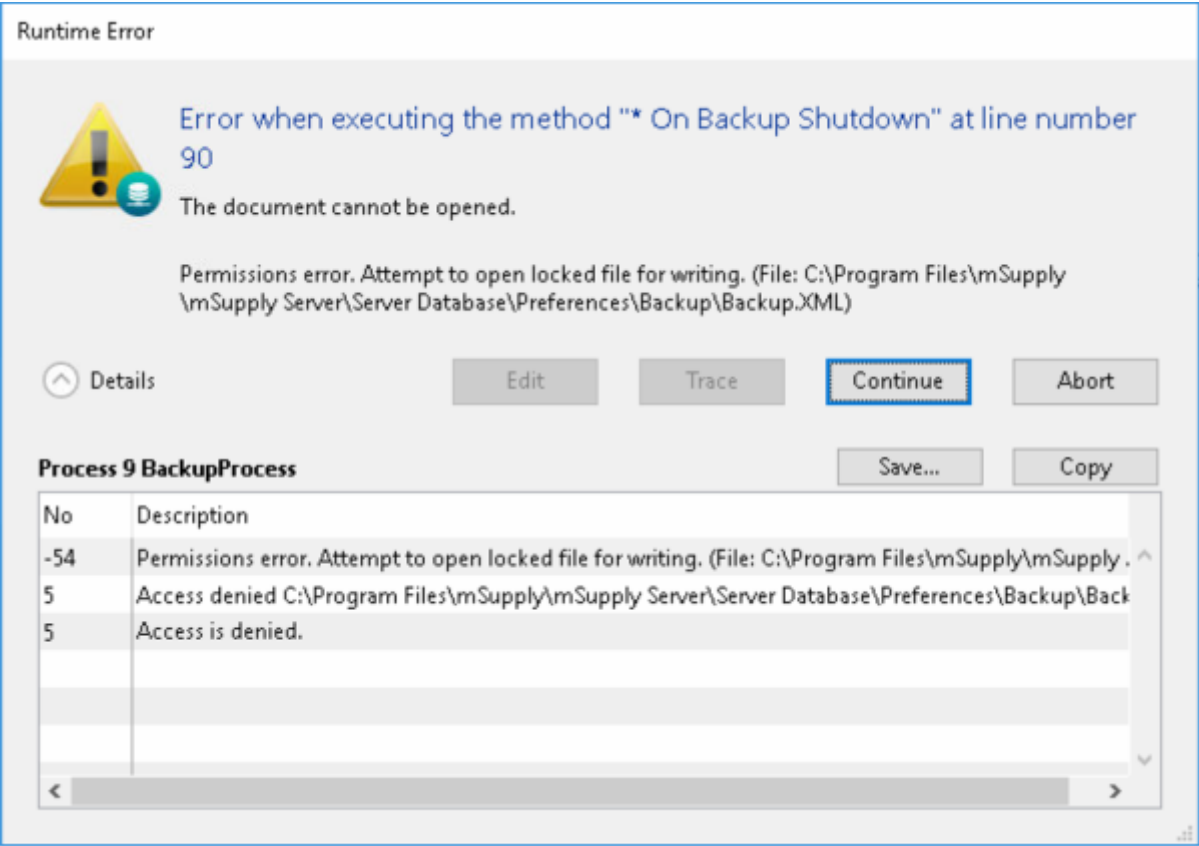 Runtime Error
Error when executing the method "* On Backup Shutdown" at line number
90
The document cannot be opened.
Permissions error. Attempt to open locked file for writing. (File: C:\Program Files\mSupply
\mSupply Server\Server Database\Preferences\Backup\Backup.XML)
Details
Edit
Trace
Continue
Abort
Process 9 BackupProcess
Save...
Copy
No Description
-54 Permissions error. Attempt to open locked file for writing. (File: C:\Program Files\mSupply\mSupply .
5 Access denied C:\Program Files\mSupply\mSupply Server\Server Database\Preferences\Backup\Back
5 Access is denied.